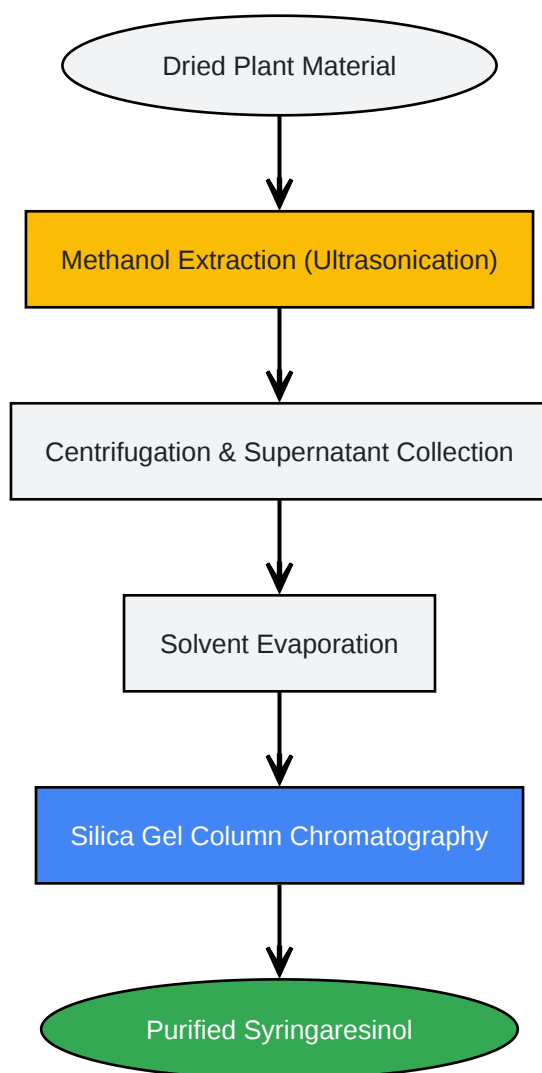 Dried Plant Material
Methanol Extraction (Ultrasonication)
Centrifugation & Supernatant Collection
Solvent Evaporation
Silica Gel Column Chromatography
Purified Syringaresinol